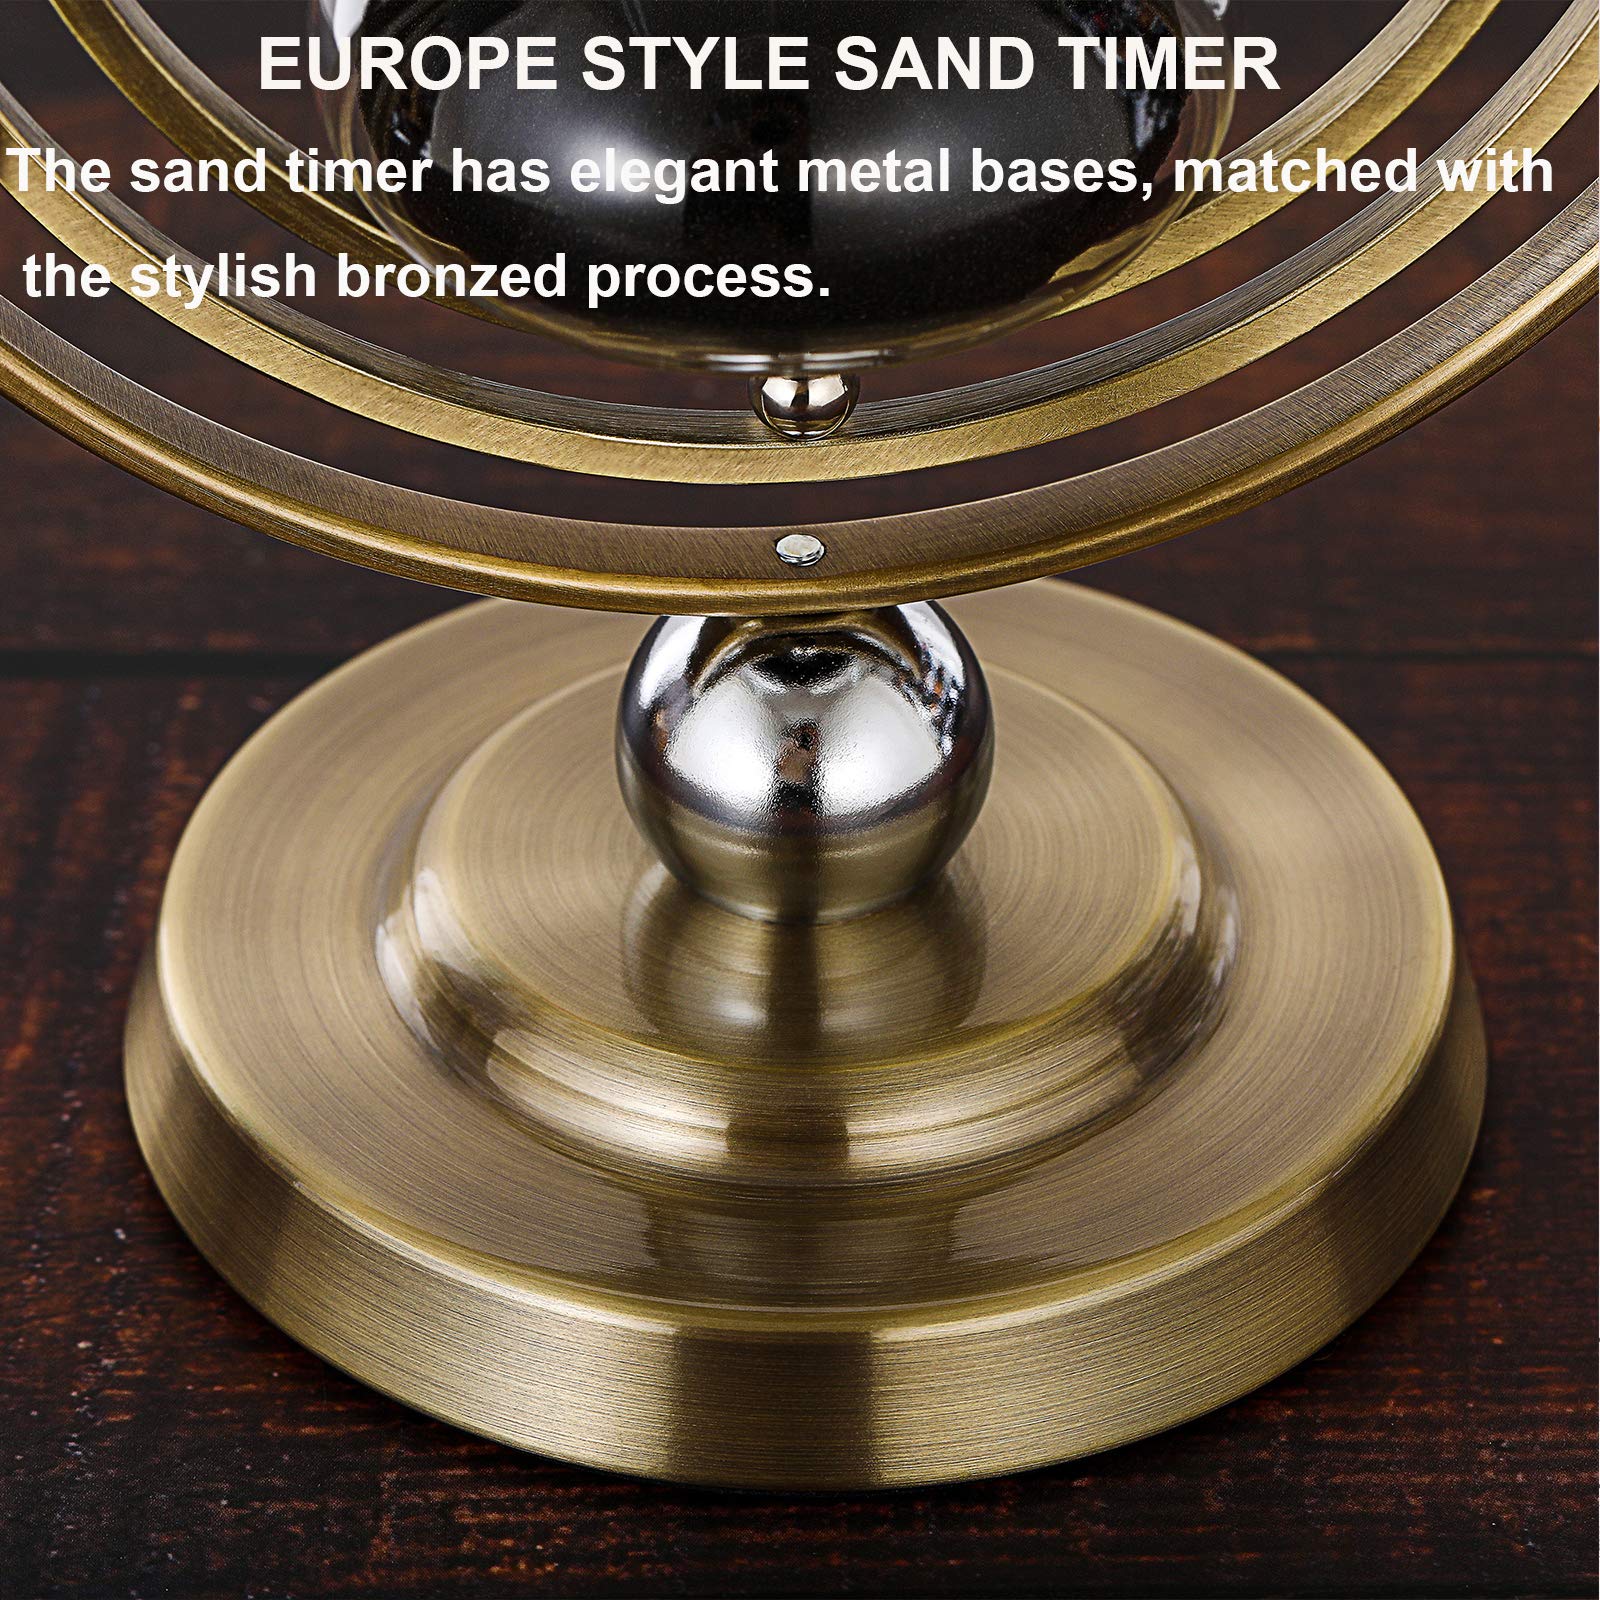 EUROPE STYLE SAND TIMER
The sand timer has elegant metal bases, matched with
the stylish bronzed process.